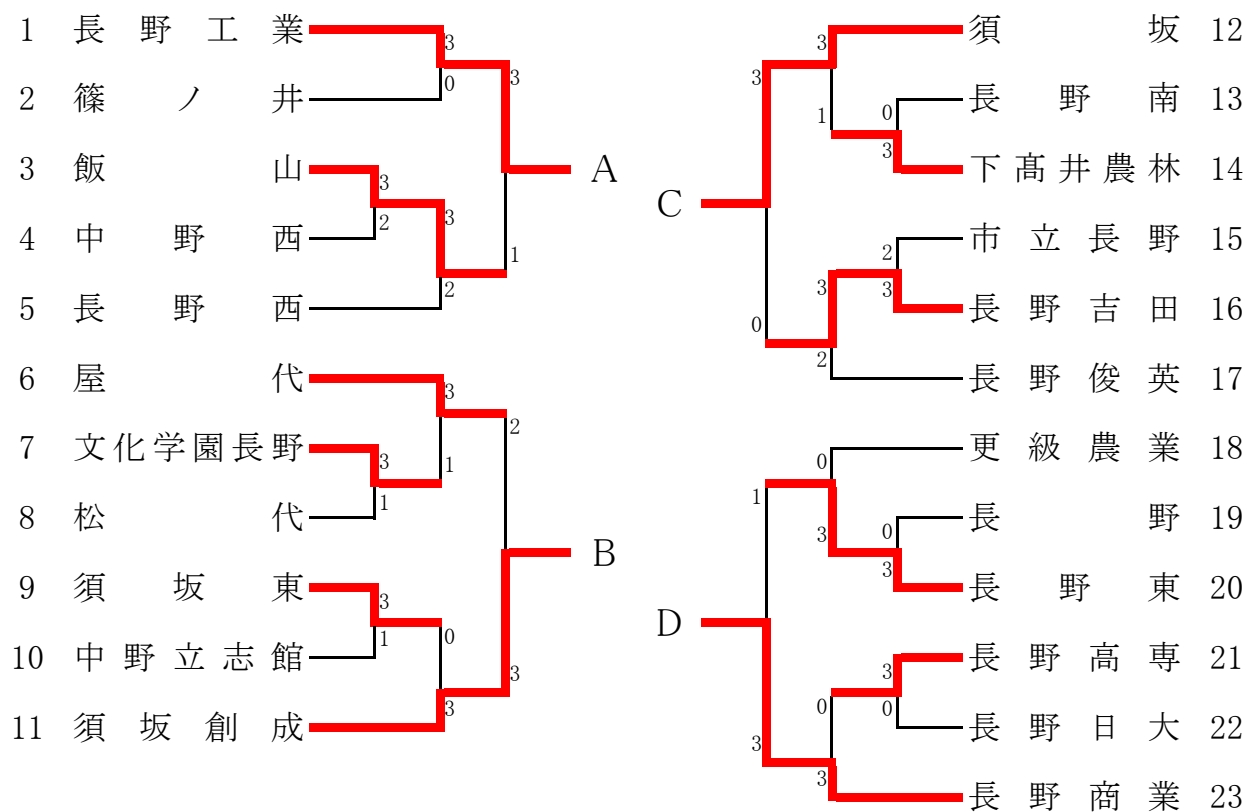 1 長野工業
2 篠ノ井
3 飯山
4 中野西
5 長野西
6 屋代
7 文化学園長野
8 松代
9 須坂東
10 中野立志館
11 須坂創成
3
0
3
3
2
3
2
1
A
3
3
1
1
2
3
1
0
3
3
B
須坂 12
長野南 13
下髙井農林 14
市立長野 15
長野吉田 16
長野俊英 17
更級農業 18
長野 19
長野東 20
長野高専 21
長野日大 22
長野商業 23
3
3
1
0
3
C
2
3
3
0
2
0
1
0
3
3
D
3
0
0
3
3